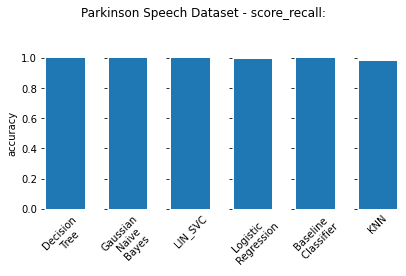 Parkinson Speech Dataset - score_recall:
accuracy
1.0
0.8
0.6
0.4
0.2
0.0
Decision
Tree
Gaussian
Naive
Bayes
LIN_SVC
Logistic
Regression
Baseline
Classifier
KNN